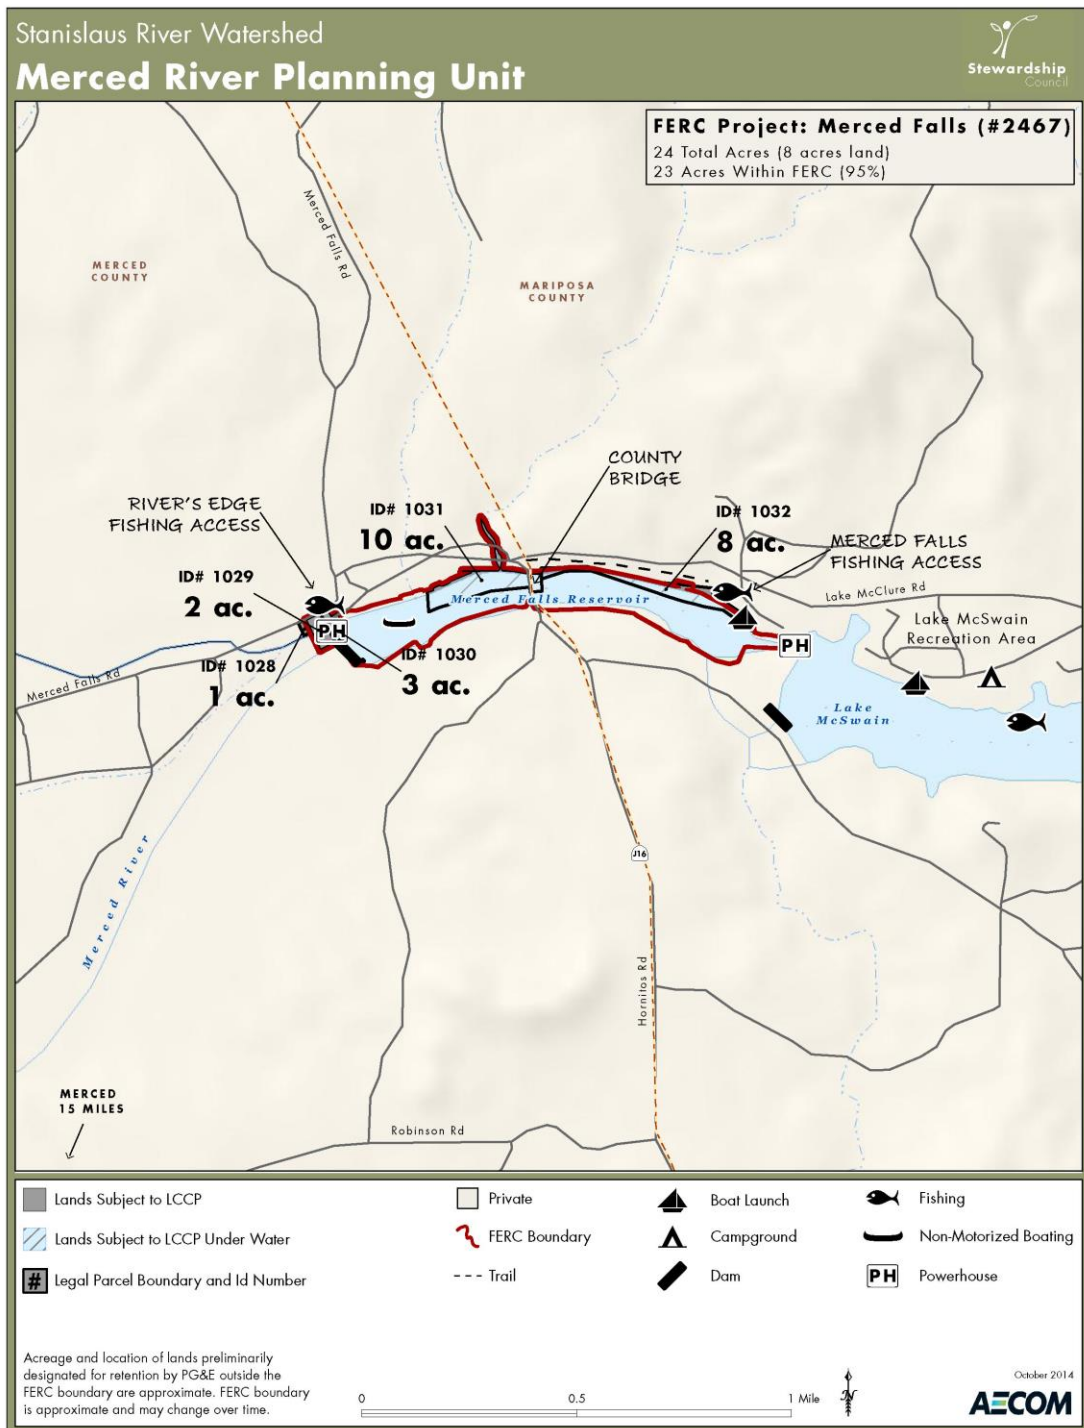 Stanislaus River Watershed
Merced River Planning Unit
Stewardship
Council
FERC Project: Merced Falls (#2467)
24 Total Acres (8 acres land)
23 Acres Within FERC (95%)
Merced Falls Rd
MERCED
COUNTY
MARIPOSA
COUNTY
COUNTY
BRIDGE
RIVER'S EDGE
FISHING ACCESS
ID# 1031
10 ac.
ID# 1032
8 ac.
MERCED FALLS
FISHING ACCESS
ID# 1029
2 ac.
Merced Falls Reservoir
Lake McClure Rd
Lake McSwain
Recreation Area
PH
PH
ID# 1028
1 ac.
ID# 1030
3 ac.
Merced Falls Rd
Lake
McSwain
Merced River
J16
Hornitos Rd
MERCED
15 MILES
Robinson Rd
Lands Subject to LCCP
Lands Subject to LCCP Under Water
# Legal Parcel Boundary and Id Number
Private
FERC Boundary
Trail
Boat Launch
Campground
Dam
Fishing
Non-Motorized Boating
PH Powerhouse
Acreage and location of lands preliminarily
designated for retention by PG&E outside the
FERC boundary are approximate. FERC boundary
is approximate and may change over time.
0 0.5 1 Mile
N
October 2014
AECOM